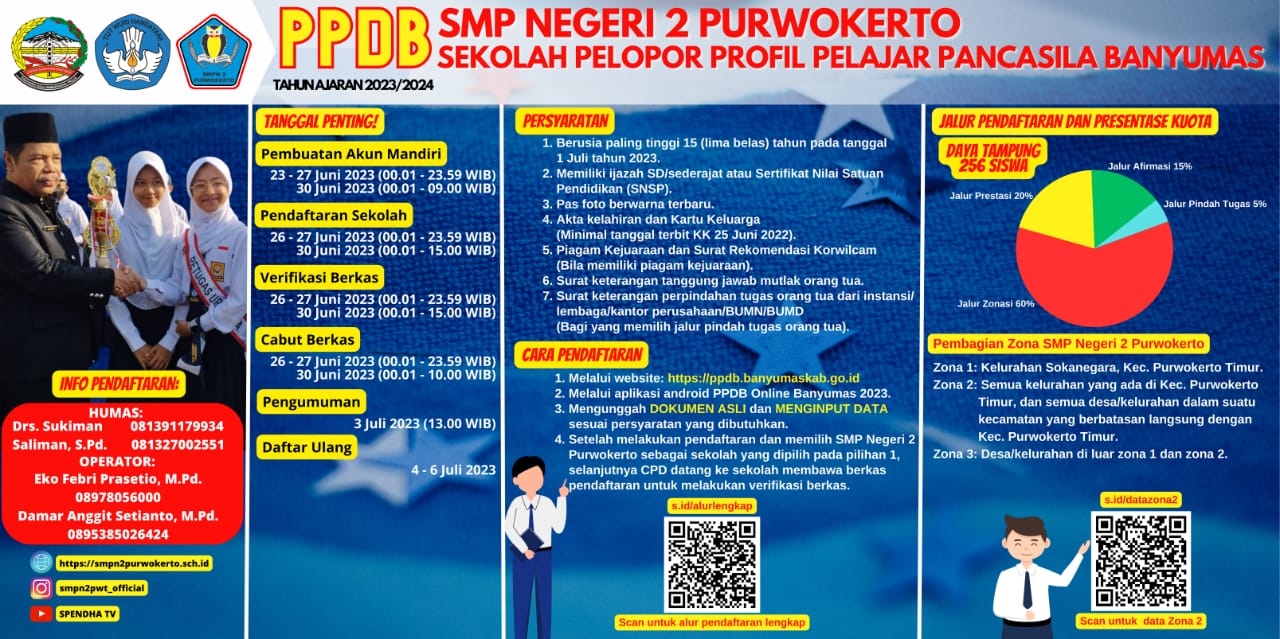 TUT WURI HANDAYANI
SMPN 2
PURWOKERTO
PPDB
SMP NEGERI 2 PURWOKERTO
SEKOLAH PELOPOR PROFIL PELAJAR PANCASILA BANYUMAS
TAHUN AJARAN 2023/2024
PETUGAS UP
INFO PENDAFTARAN:
HUMAS:
Drs. Sukiman 081391179934
Saliman, S.Pd. 081327002551
OPERATOR:
Eko Febri Prasetio, M.Pd.
08978056000
Damar Anggit Setianto, M.Pd.
0895385026424
https://smpn2purwokerto.sch.id
smpn2pwt_official
SPENDHA TV
TANGGAL PENTING!
Pembuatan Akun Mandiri
23 - 27 Juni 2023 (00.01 - 23.59 WIB)
30 Juni 2023 (00.01 - 09.00 WIB)
Pendaftaran Sekolah
26 - 27 Juni 2023 (00.01 - 23.59 WIB)
30 Juni 2023 (00.01 - 15.00 WIB)
Verifikasi Berkas
26 - 27 Juni 2023 (00.01 - 23.59 WIB)
30 Juni 2023 (00.01 - 15.00 WIB)
Cabut Berkas
26 - 27 Juni 2023 (00.01 - 23.59 WIB)
30 Juni 2023 (00.01 - 10.00 WIB)
Pengumuman
3 Juli 2023 (13.00 WIB)
Daftar Ulang
4 - 6 Juli 2023
PERSYARATAN
1. Berusia paling tinggi 15 (lima belas) tahun pada tanggal
1 Juli tahun 2023.
2. Memiliki ijazah SD/sederajat atau Sertifikat Nilai Satuan
Pendidikan (SNSP).
3. Pas foto berwarna terbaru.
4. Akta kelahiran dan Kartu Keluarga
(Minimal tanggal terbit KK 25 Juni 2022).
5. Piagam Kejuaraan dan Surat Rekomendasi Korwilcam
(Bila memiliki piagam kejuaraan).
6. Surat keterangan tanggung jawab mutlak orang tua.
7. Surat keterangan perpindahan tugas orang tua dari instansi/
lembaga/kantor perusahaan/BUMN/BUMD
(Bagi yang memilih jalur pindah tugas orang tua).
CARA PENDAFTARAN
1. Melalui website: https://ppdb.banyumaskab.go.id
2. Melalui aplikasi android PPDB Online Banyumas 2023.
3. Mengunggah DOKUMEN ASLI dan MENGINPUT DATA
sesuai persyaratan yang dibutuhkan.
4. Setelah melakukan pendaftaran dan memilih SMP Negeri 2
Purwokerto sebagai sekolah yang dipilih pada pilihan 1,
selanjutnya CPD datang ke sekolah membawa berkas
pendaftaran untuk melakukan verifikasi berkas.
s.id/alurlengkap
Scan untuk alur pendaftaran lengkap
JALUR PENDAFTARAN DAN PRESENTASE KUOTA
DAYA TAMPUNG
256 SISWA
Jalur Afirmasi 15%
Jalur Prestasi 20%
Jalur Pindah Tugas 5%
Jalur Zonasi 60%
Pembagian Zona SMP Negeri 2 Purwokerto
Zona 1: Kelurahan Sokanegara, Kec. Purwokerto Timur.
Zona 2: Semua kelurahan yang ada di Kec. Purwokerto
Timur, dan semua desa/kelurahan dalam suatu
kecamatan yang berbatasan langsung dengan
Kec. Purwokerto Timur.
Zona 3: Desa/kelurahan di luar zona 1 dan zona 2.
s.id/datazona2
Scan untuk data Zona 2